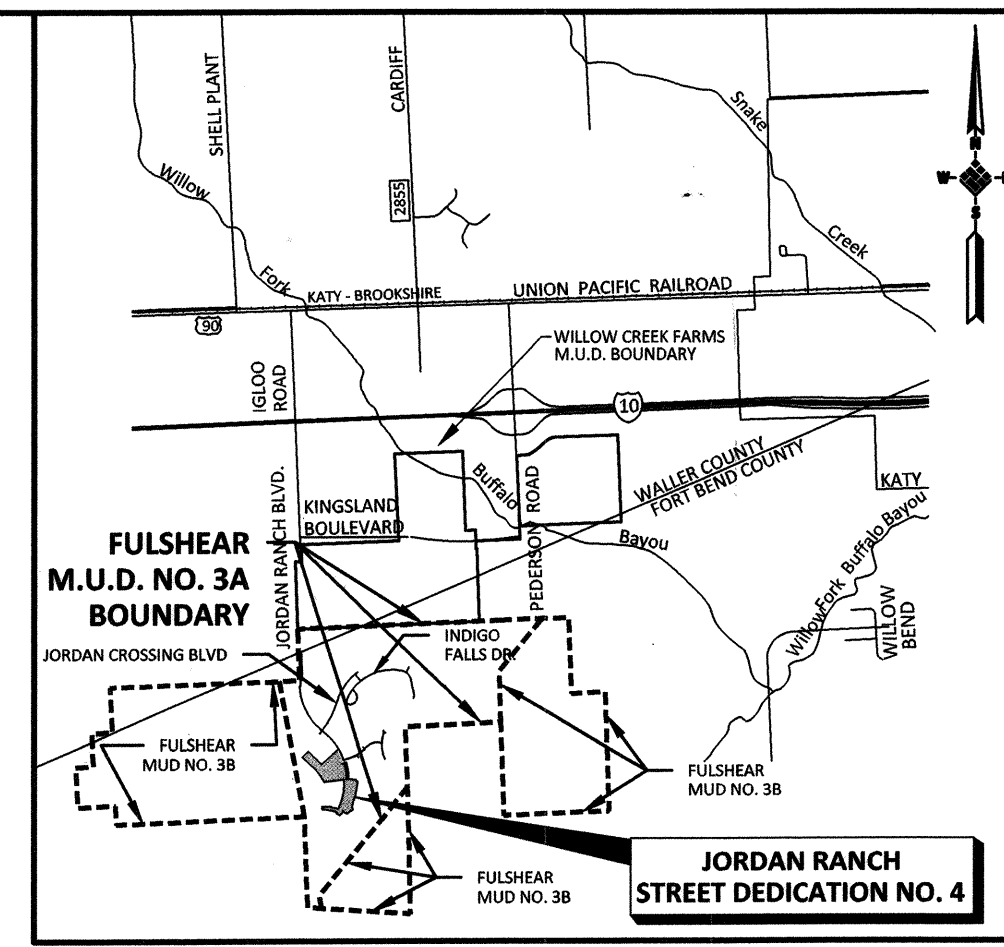 SHELL PLANT
CARDIFF
2855
Snake
Creek
Willow
Fork
N
W
S
KATY - BROOKSHIRE
UNION PACIFIC RAILROAD
90
WILLOW CREEK FARMS
M.U.D. BOUNDARY
IGLOO
ROAD
10
WALLER COUNTY
FORT BEND COUNTY
KATY
Buffalo
Bayou
PEDERSON ROAD
KINGSLAND
BOULEVARD
JORDAN RANCH BLVD.
FULSHEAR
M.U.D. NO. 3A
BOUNDARY
Willow Fork Buffalo Bayou
WILLOW
BEND
JORDAN CROSSING BLVD
INDIGO
FALLS DR.
FULSHEAR
MUD NO. 3B
FULSHEAR
MUD NO. 3B
FULSHEAR
MUD NO. 3B
JORDAN RANCH
STREET DEDICATION NO. 4